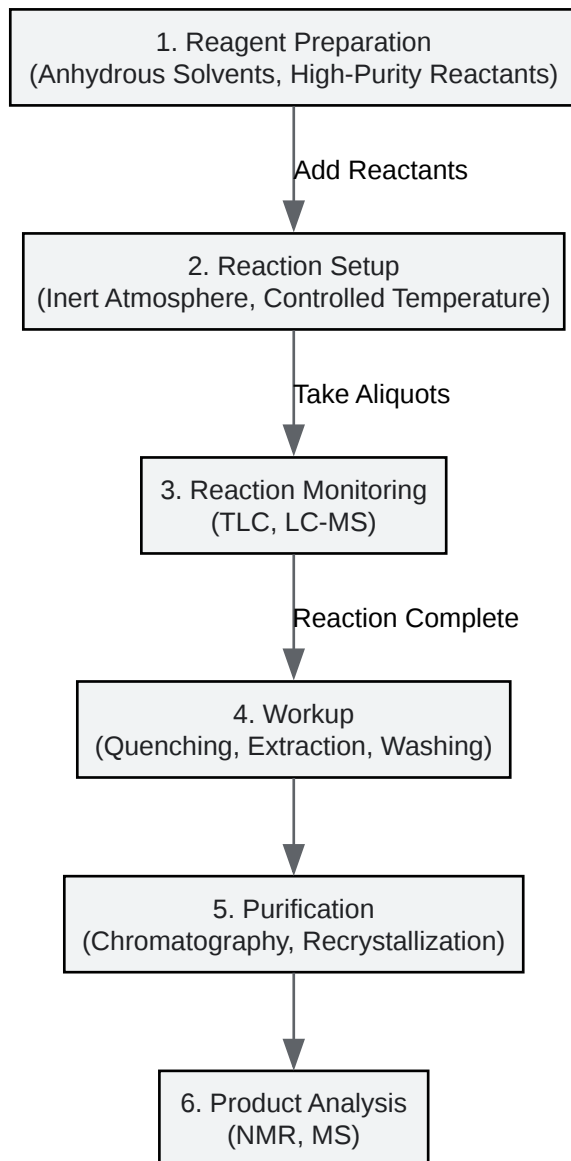 1. Reagent Preparation
(Anhydrous Solvents, High-Purity Reactants)
Add Reactants
2. Reaction Setup
(Inert Atmosphere, Controlled Temperature)
Take Aliquots
3. Reaction Monitoring
(TLC, LC-MS)
Reaction Complete
4. Workup
(Quenching, Extraction, Washing)
5. Purification
(Chromatography, Recrystallization)
6. Product Analysis
(NMR, MS)